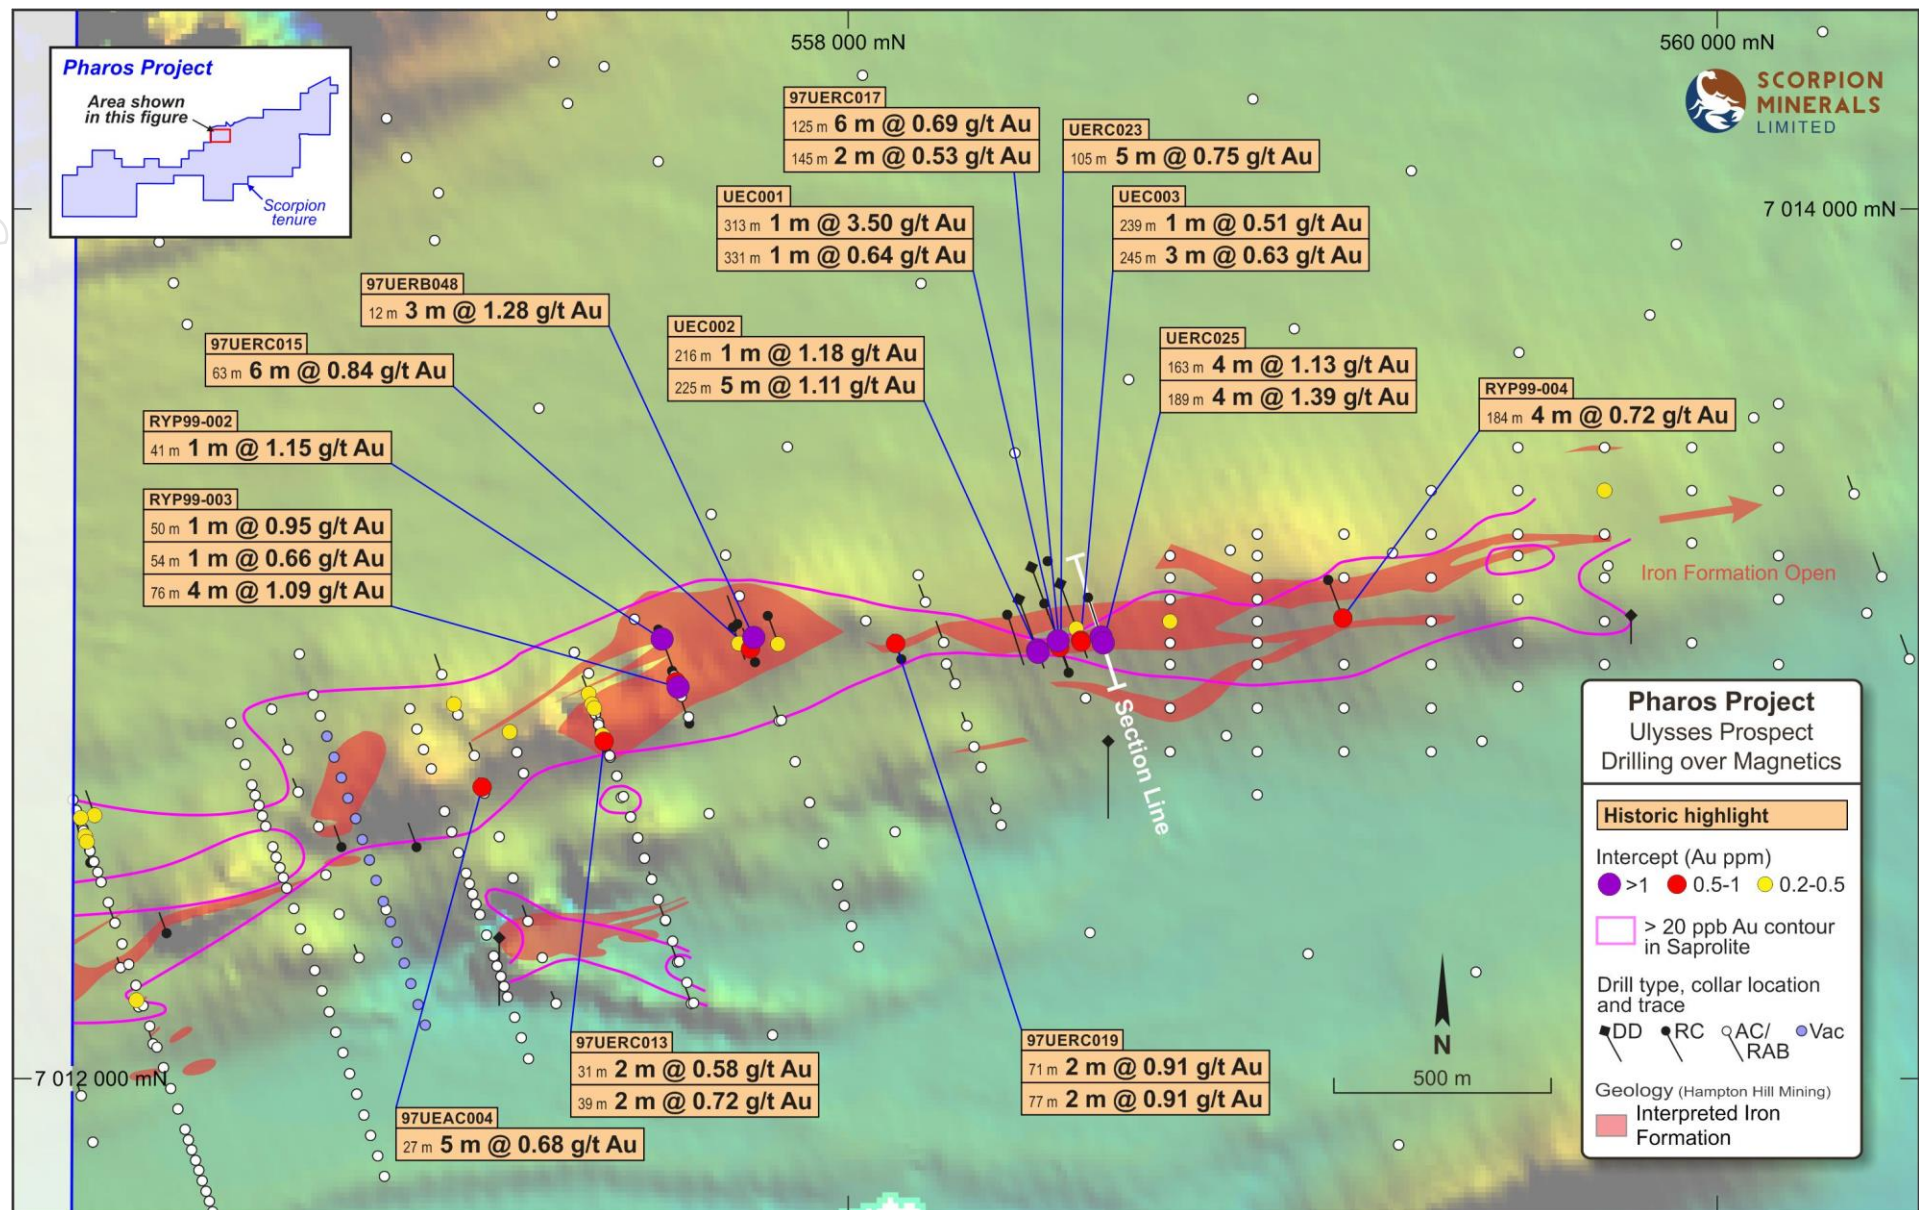 558 000 mN
560 000 mN
Pharos Project
Area shown
in this figure
Scorpion
tenure
SCORPION
MINERALS
LIMITED
97UERC017
125 m 6 m @ 0.69 g/t Au
145 m 2 m @ 0.53 g/t Au
UERC023
105 m 5 m @ 0.75 g/t Au
UEC001
313 m 1 m @ 3.50 g/t Au
331 m 1 m @ 0.64 g/t Au
UEC003
239 m 1 m @ 0.51 g/t Au
245 m 3 m @ 0.63 g/t Au
7 014 000 mN
97UERB048
12 m 3 m @ 1.28 g/t Au
UEC002
216 m 1 m @ 1.18 g/t Au
225 m 5 m @ 1.11 g/t Au
97UERC015
63 m 6 m @ 0.84 g/t Au
UERC025
163 m 4 m @ 1.13 g/t Au
189 m 4 m @ 1.39 g/t Au
RYP99-004
184 m 4 m @ 0.72 g/t Au
RYP99-002
41 m 1 m @ 1.15 g/t Au
RYP99-003
50 m 1 m @ 0.95 g/t Au
54 m 1 m @ 0.66 g/t Au
76 m 4 m @ 1.09 g/t Au
Iron Formation Open
Section Line
97UERC013
31 m 2 m @ 0.58 g/t Au
39 m 2 m @ 0.72 g/t Au
97UERC019
71 m 2 m @ 0.91 g/t Au
77 m 2 m @ 0.91 g/t Au
7 012 000 mN
97UEAC004
27 m 5 m @ 0.68 g/t Au
N
500 m
Pharos Project
Ulysses Prospect
Drilling over Magnetics
Historic highlight
Intercept (Au ppm)
>1 0.5-1 0.2-0.5
> 20 ppb Au contour
in Saprolite
Drill type, collar location
and trace
DD RC AC/ Vac
RAB
Geology (Hampton Hill Mining)
Interpreted Iron
Formation